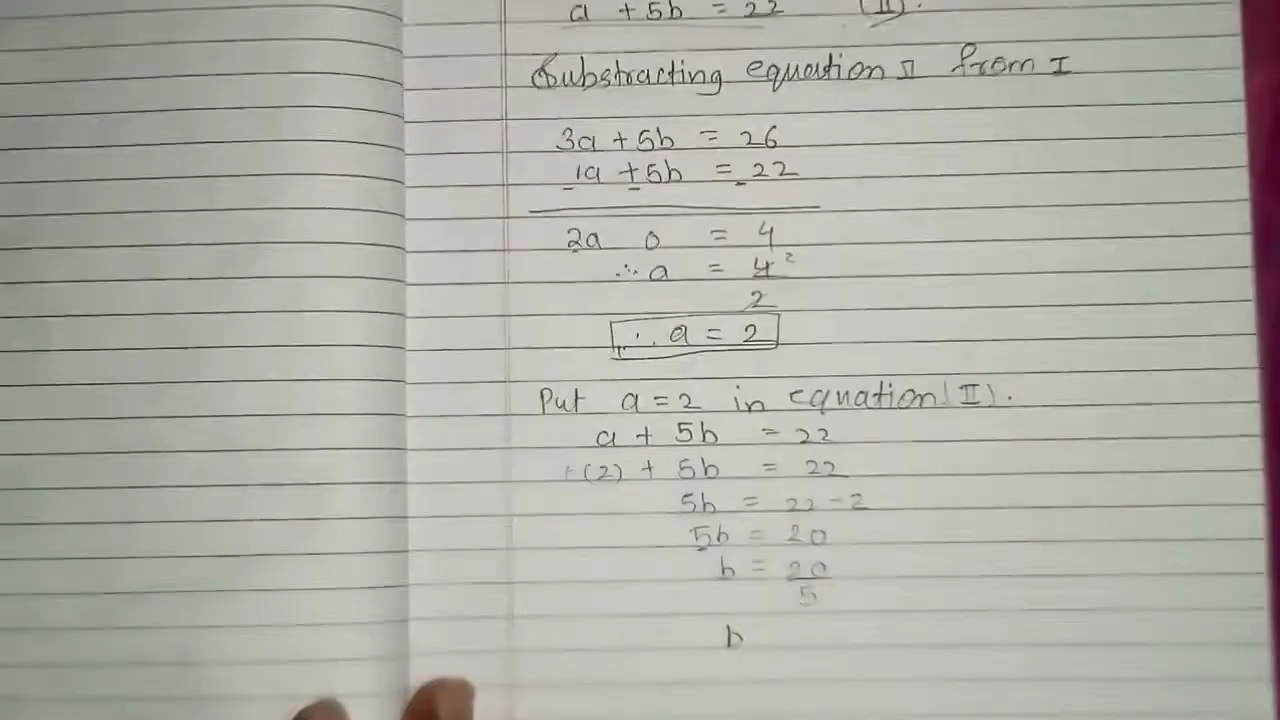 a + 5b = 22 (II).
Substracting equation II from I
3a + 5b = 26
1a + 5b = 22
- - -
2a 0 = 4
∴ a = 4 2
2
∴ a = 2
Put a = 2 in equation (II).
a + 5b = 22
(2) + 5b = 22
5b = 22 - 2
5b = 20
b = 20
5
b